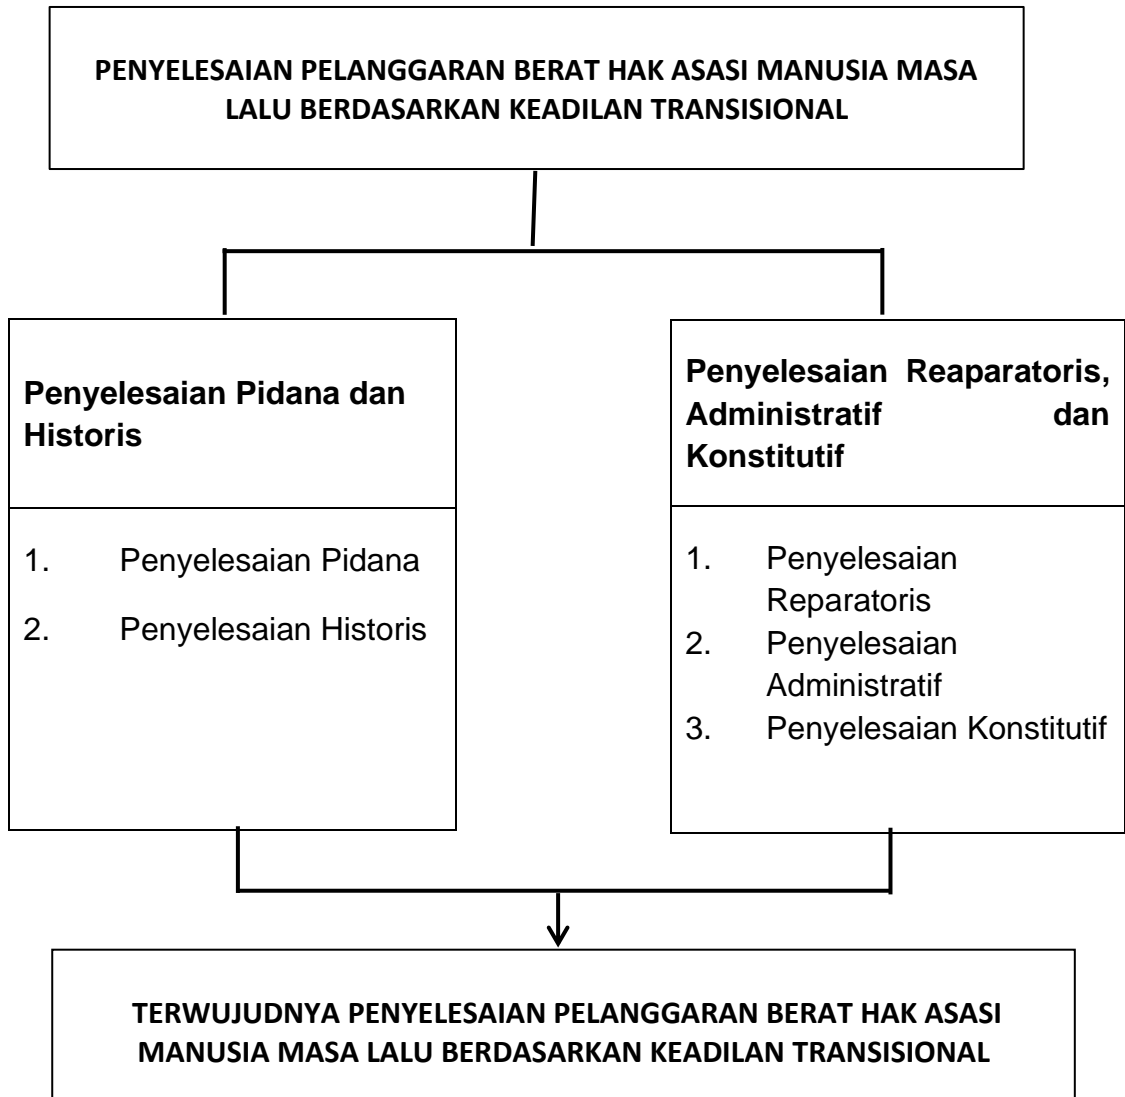 PENYELESAIAN PELANGGARAN BERAT HAK ASASI MANUSIA MASA
LALU BERDASARKAN KEADILAN TRANSISIONAL
Penyelesaian Pidana dan
Historis
1. Penyelesaian Pidana
2. Penyelesaian Historis
Penyelesaian Reaparatoris,
Administratif dan
Konstitutif
1. Penyelesaian
Reparatoris
2. Penyelesaian
Administratif
3. Penyelesaian Konstitutif
TERWUJUDNYA PENYELESAIAN PELANGGARAN BERAT HAK ASASI
MANUSIA MASA LALU BERDASARKAN KEADILAN TRANSISIONAL